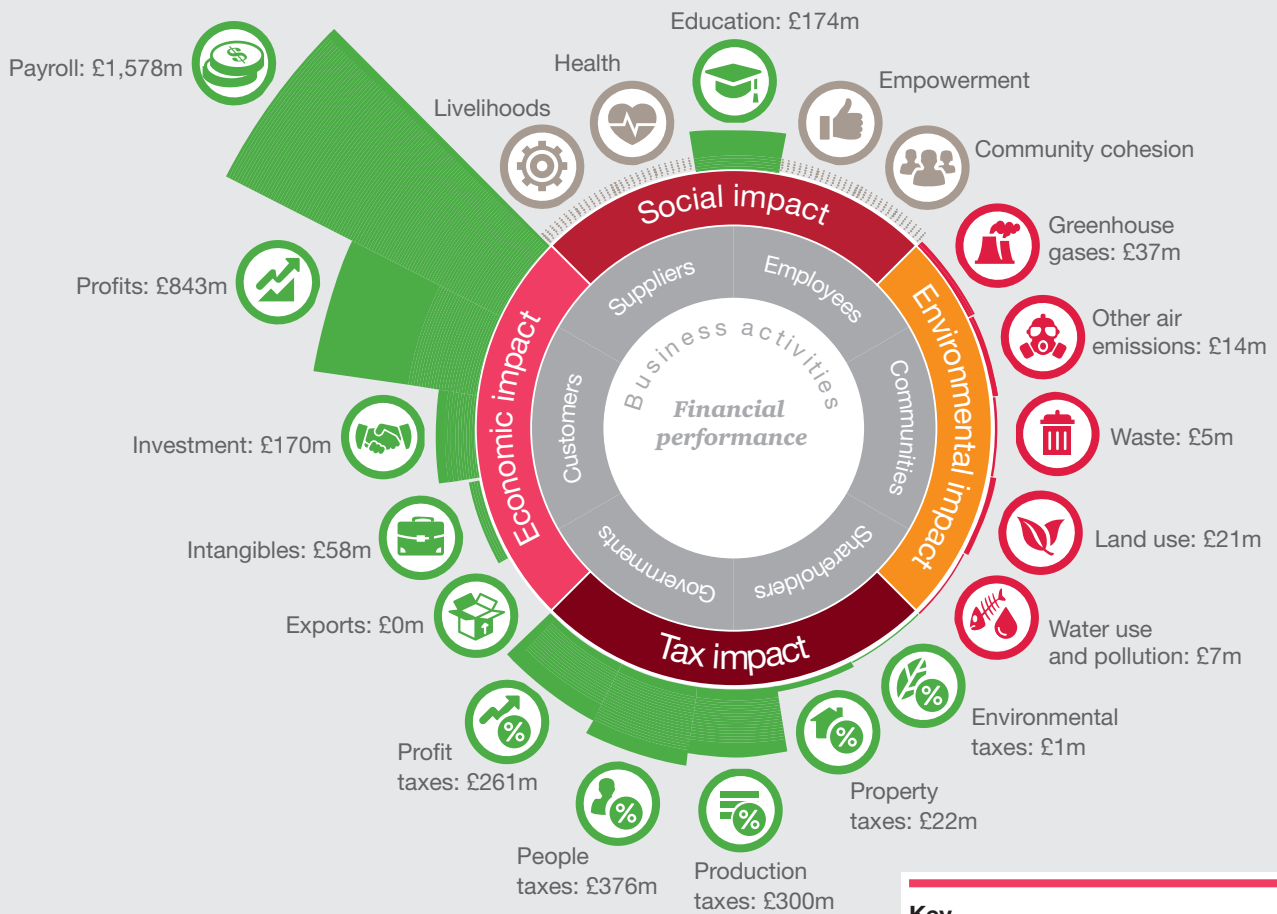 Education: £174m
Payroll: £1,578m
Health
Livelihoods
Empowerment
Community cohesion
Social impact
Greenhouse
gases: £37m
Other air
emissions: £14m
Waste: £5m
Land use: £21m
Water use
and pollution: £7m
Environmental impact
Profits: £843m
Investment: £170m
Intangibles: £58m
Exports: £0m
Economic impact
Suppliers
Employees
Customers
Communities
Governments
Shareholders
Business activities
Financial
performance
Tax impact
Profit
taxes: £261m
People
taxes: £376m
Production
taxes: £300m
Property
taxes: £22m
Environmental
taxes: £1m
$
%
%
%
%
%
Key